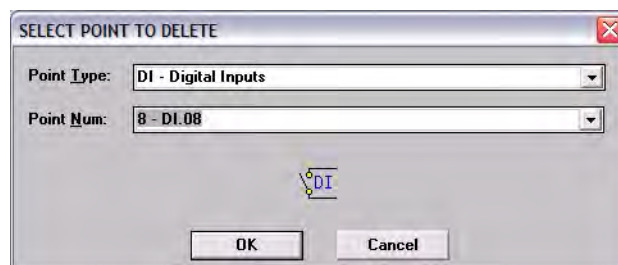 SELECT POINT TO DELETE
Point Type: DI - Digital Inputs
Point Num: 8 - DI.08
DI
OK Cancel